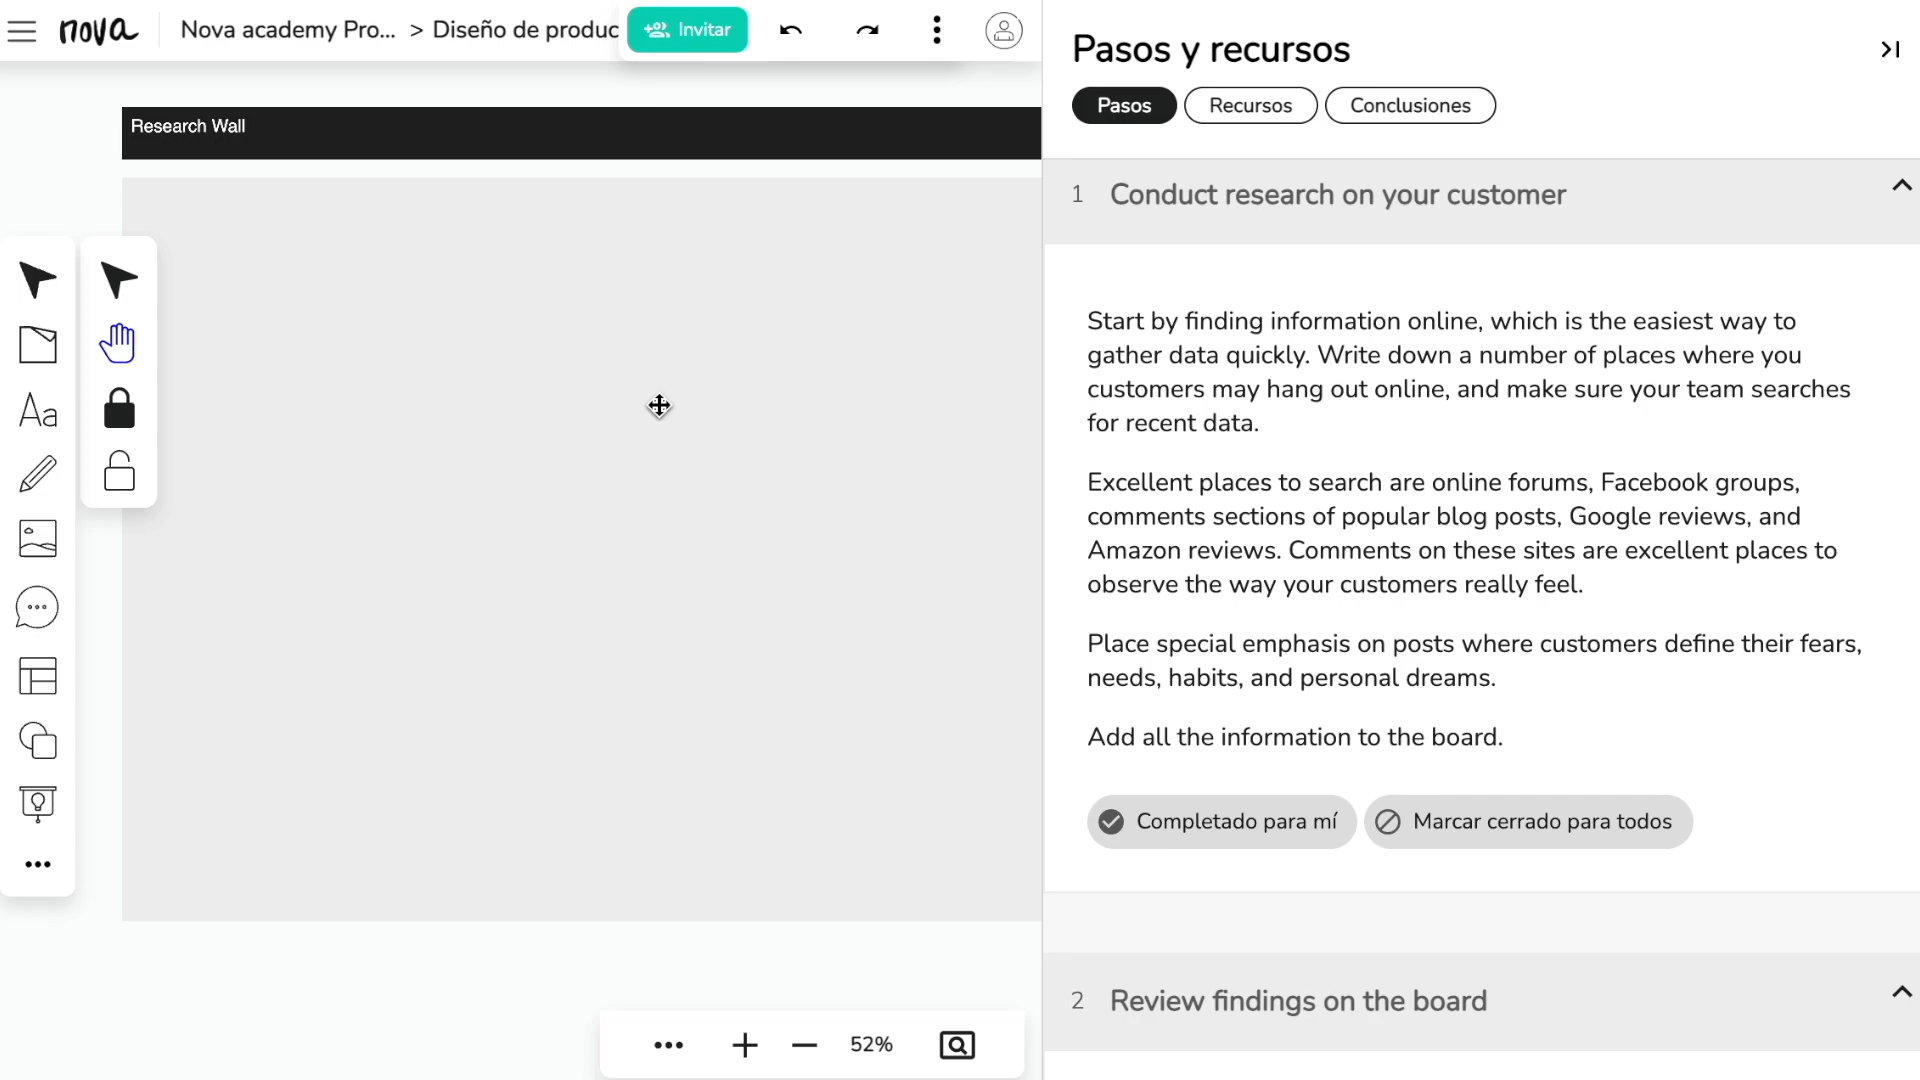 nova
Nova academy Pro... > Diseño de produc
Invitar
Research Wall
Aa
52%
Pasos y recursos
Pasos
Recursos
Conclusiones
1 Conduct research on your customer
Start by finding information online, which is the easiest way to
gather data quickly. Write down a number of places where you
customers may hang out online, and make sure your team searches
for recent data.
Excellent places to search are online forums, Facebook groups,
comments sections of popular blog posts, Google reviews, and
Amazon reviews. Comments on these sites are excellent places to
observe the way your customers really feel.
Place special emphasis on posts where customers define their fears,
needs, habits, and personal dreams.
Add all the information to the board.
Completado para mí
Marcar cerrado para todos
2 Review findings on the board